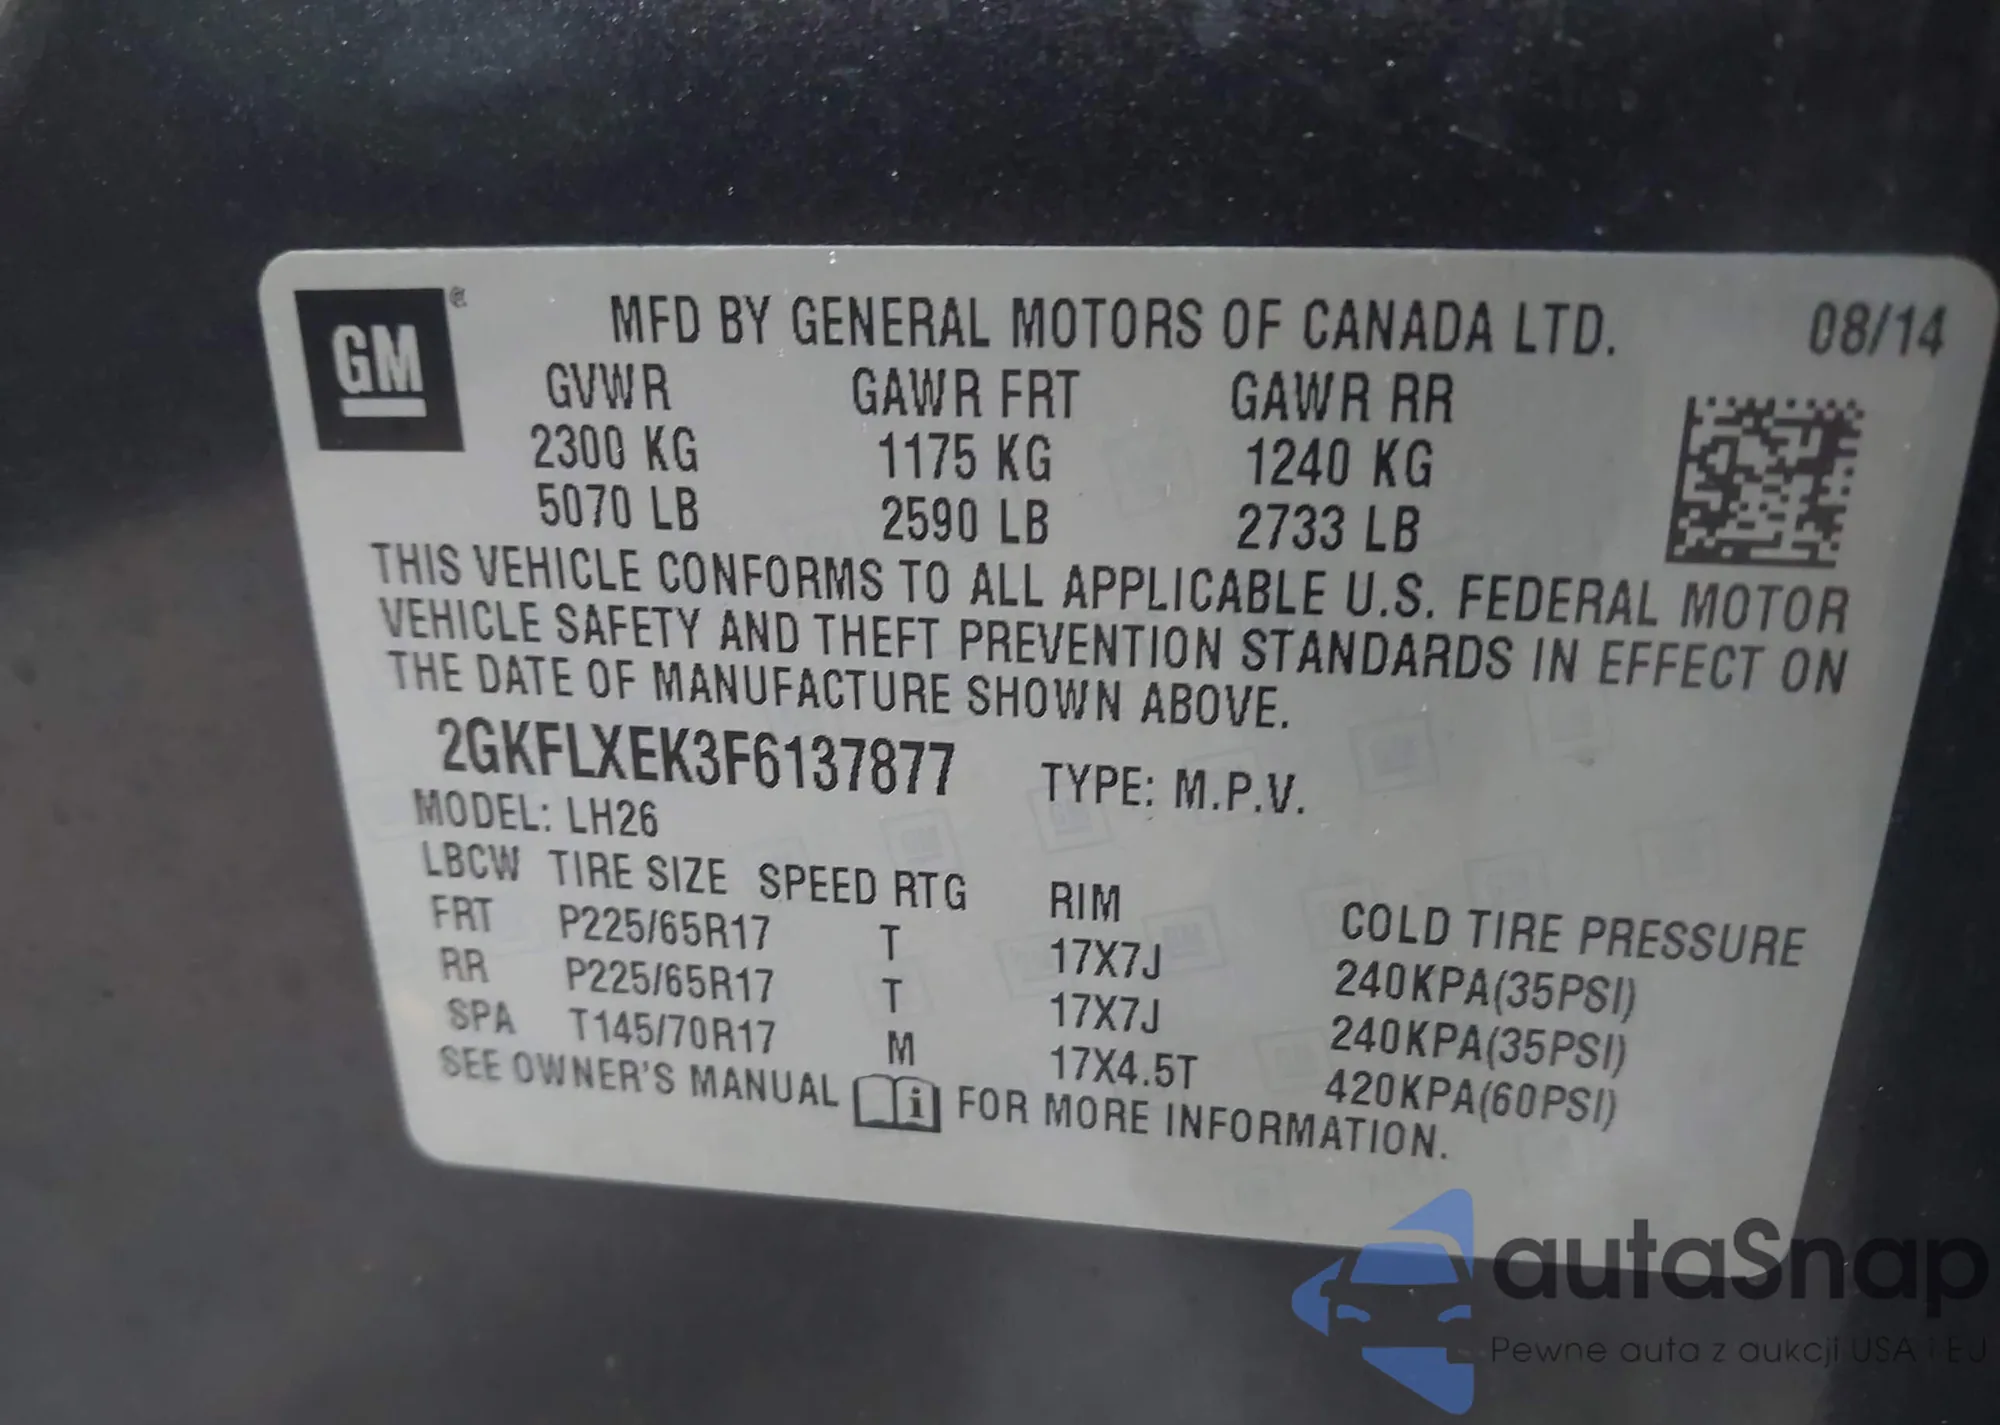 GM ®
MFD BY GENERAL MOTORS OF CANADA LTD. 08/14
GVWR GAWR FRT GAWR RR
2300 KG 1175 KG 1240 KG
5070 LB 2590 LB 2733 LB
THIS VEHICLE CONFORMS TO ALL APPLICABLE U.S. FEDERAL MOTOR
VEHICLE SAFETY AND THEFT PREVENTION STANDARDS IN EFFECT ON
THE DATE OF MANUFACTURE SHOWN ABOVE.
2GKFLXEK3F6137877 TYPE: M.P.V.
MODEL: LH26
LBCW TIRE SIZE SPEED RTG RIM COLD TIRE PRESSURE
FRT P225/65R17 T 17X7J 240KPA(35PSI)
RR P225/65R17 T 17X7J 240KPA(35PSI)
SPA T145/70R17 M 17X4.5T 420KPA(60PSI)
SEE OWNER'S MANUAL i FOR MORE INFORMATION.
autaSnap
Pewne auta z aukcji USA i EU